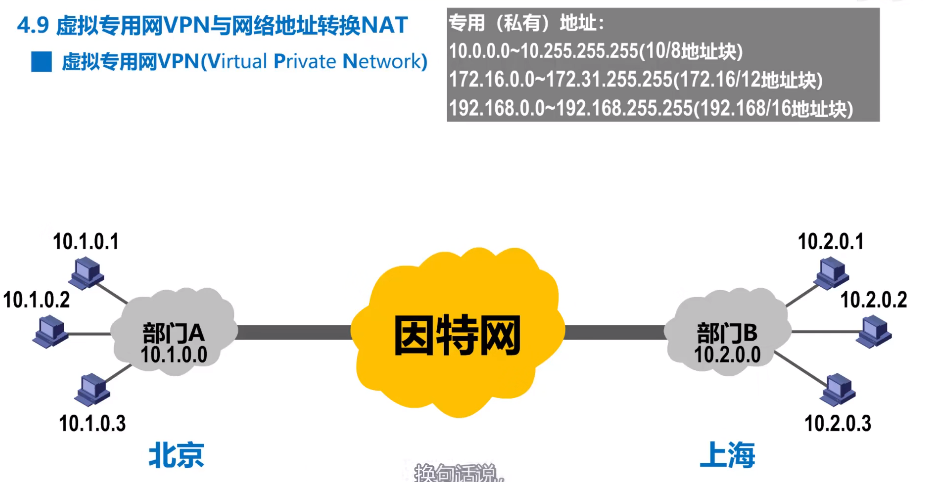 4.9 虚拟专用网VPN与网络地址转换NAT
虚拟专用网VPN(Virtual Private Network)
专用（私有）地址：
10.0.0.0~10.255.255.255(10/8地址块)
172.16.0.0~172.31.255.255(172.16/12地址块)
192.168.0.0~192.168.255.255(192.168/16地址块)
10.1.0.1
10.1.0.2
10.1.0.3
部门A
10.1.0.0
北京
因特网
部门B
10.2.0.0
10.2.0.1
10.2.0.2
10.2.0.3
上海
换句话说，